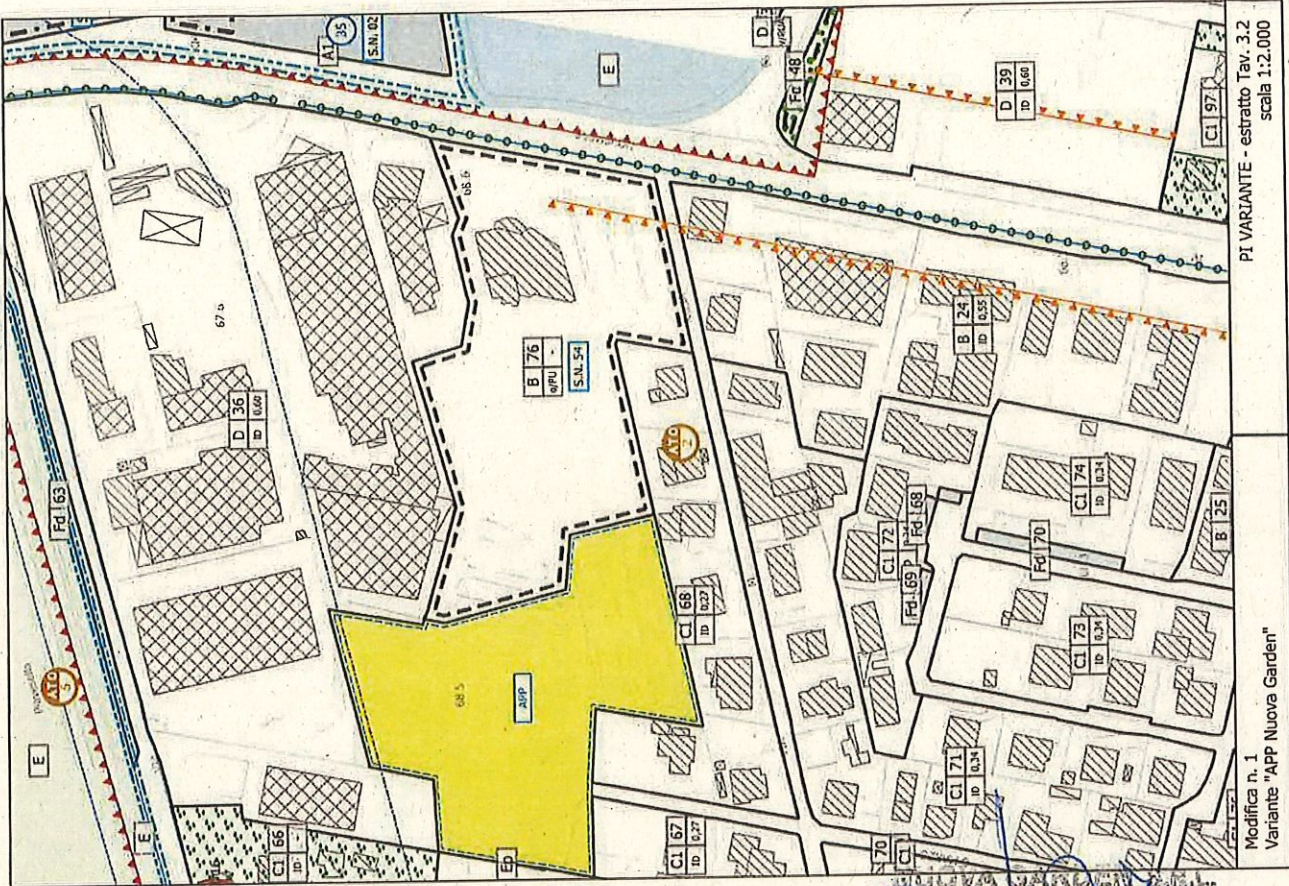 PI VARIANTE - estratto Tav. 3.2
scala 1:2.000
Modifica n. 1
Variante "APP Nuova Garden"
E
ATO
5
Fd 63
E
C1 66
ID -
D 36
ID 0,60
67.6
68.5
APP
Ep
C1 67
ID 0,27
C1 68
ID 0,27
B 76
-
S.N. 54
68.6
ATO
2
A1
35
S.N. 02
E
D
Fd 48
D 39
ID 0,60
C1 97
B 24
ID 0,55
C1 72
Fd 69
Fd 68
C1 74
ID 0,34
Fd 70
B 25
C1 73
ID 0,34
C1 71
ID 0,34
70
C1